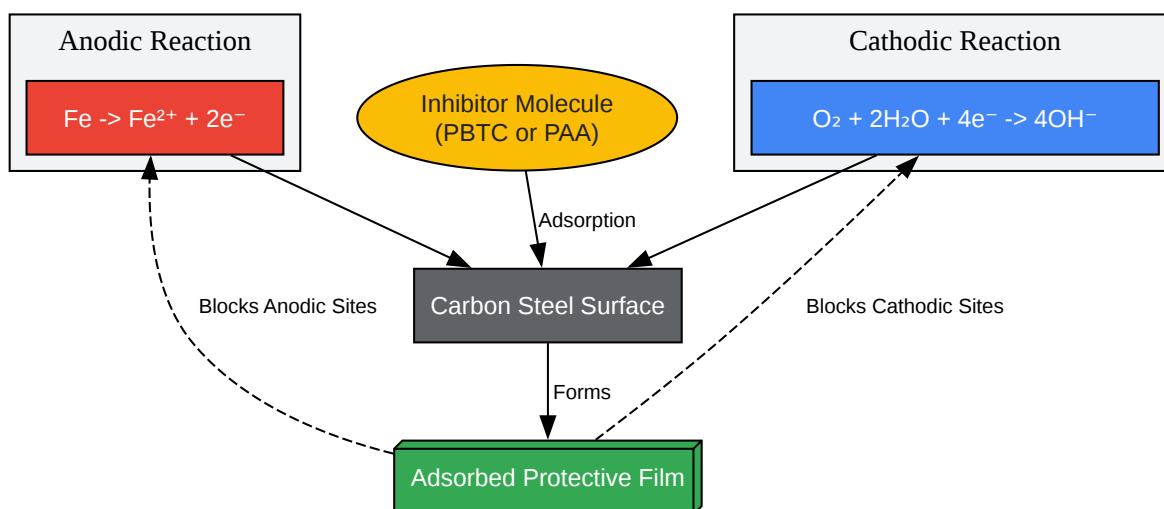 Anodic Reaction
Cathodic Reaction
Fe -> Fe²⁺ + 2e⁻
Inhibitor Molecule
(PBTC or PAA)
O₂ + 2H₂O + 4e⁻ -> 4OH⁻
Adsorption
Blocks Anodic Sites
Carbon Steel Surface
Blocks Cathodic Sites
Forms
Adsorbed Protective Film